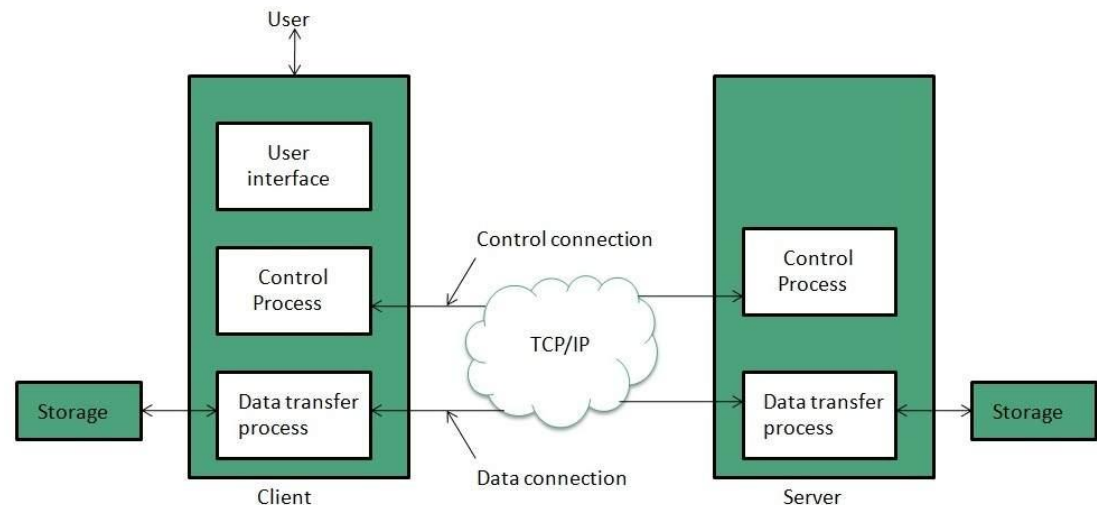 User
User
interface
Control connection
Control
Process
Control
Process
TCP/IP
Storage
Data transfer
process
Data transfer
process
Storage
Data connection
Client
Server